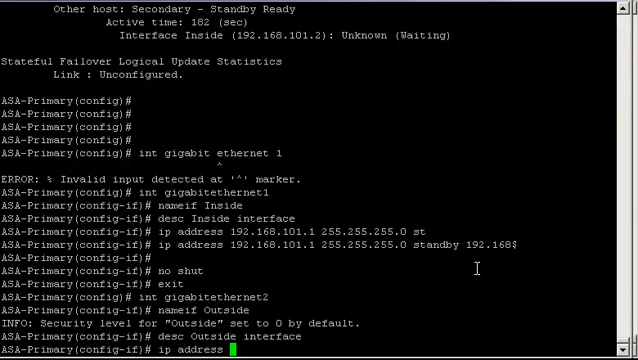 Other host: Secondary - Standby Ready
Active time: 182 (sec)
Interface Inside (192.168.101.2): Unknown (Waiting)
Stateful Failover Logical Update Statistics
Link : Unconfigured.
ASA-Primary(config)#
ASA-Primary(config)#
ASA-Primary(config)#
ASA-Primary(config)#
ASA-Primary(config)# int gigabit ethernet 1
^
ERROR: % Invalid input detected at '^' marker.
ASA-Primary(config)# int gigabitethernet1
ASA-Primary(config-if)# nameif Inside
ASA-Primary(config-if)# desc Inside interface
ASA-Primary(config-if)# ip address 192.168.101.1 255.255.255.0 st
ASA-Primary(config-if)# ip address 192.168.101.1 255.255.255.0 standby 192.168$
ASA-Primary(config-if)#
ASA-Primary(config-if)# no shut
ASA-Primary(config-if)# exit
ASA-Primary(config)# int gigabitethernet2
ASA-Primary(config-if)# nameif Outside
INFO: Security level for "Outside" set to 0 by default.
ASA-Primary(config-if)# desc Outside interface
ASA-Primary(config-if)# ip address